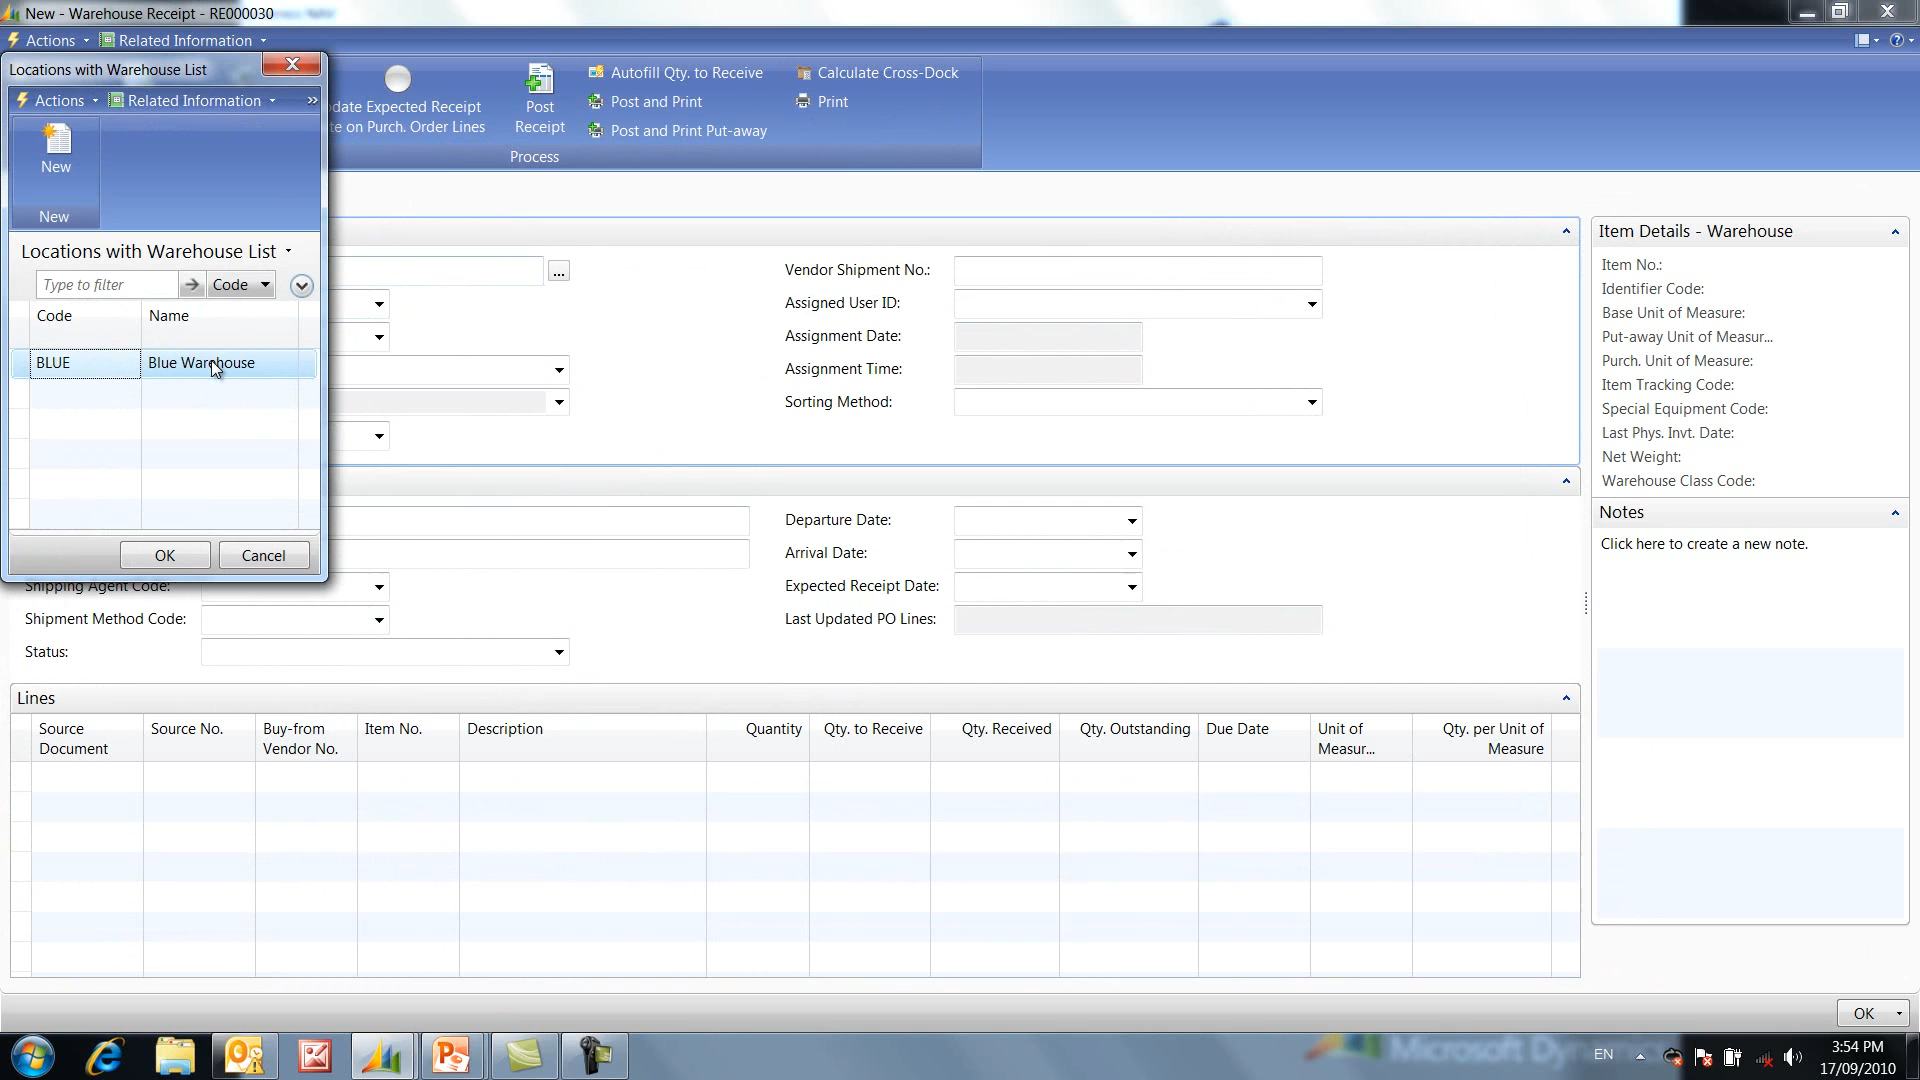 New - Warehouse Receipt - RE000030
Actions
Related Information
Locations with Warehouse List
Actions
Related Information
»
New
New
date Expected Receipt
te on Purch. Order Lines
Post
Receipt
Autofill Qty. to Receive
Post and Print
Post and Print Put-away
Calculate Cross-Dock
Print
Process
Locations with Warehouse List
Type to filter
Code
Code
Name
BLUE
Blue Warehouse
OK
Cancel
...
Vendor Shipment No.:
Assigned User ID:
Assignment Date:
Assignment Time:
Sorting Method:
Departure Date:
Arrival Date:
Shipping Agent Code:
Expected Receipt Date:
Shipment Method Code:
Last Updated PO Lines:
Status:
Item Details - Warehouse
Item No.:
Identifier Code:
Base Unit of Measure:
Put-away Unit of Measur...
Purch. Unit of Measure:
Item Tracking Code:
Special Equipment Code:
Last Phys. Invt. Date:
Net Weight:
Warehouse Class Code:
Notes
Click here to create a new note.
Lines
Source
Document
Source No.
Buy-from
Vendor No.
Item No.
Description
Quantity
Qty. to Receive
Qty. Received
Qty. Outstanding
Due Date
Unit of
Measur...
Qty. per Unit of
Measure
OK
Microsoft Dyn
EN
3:54 PM
17/09/2010